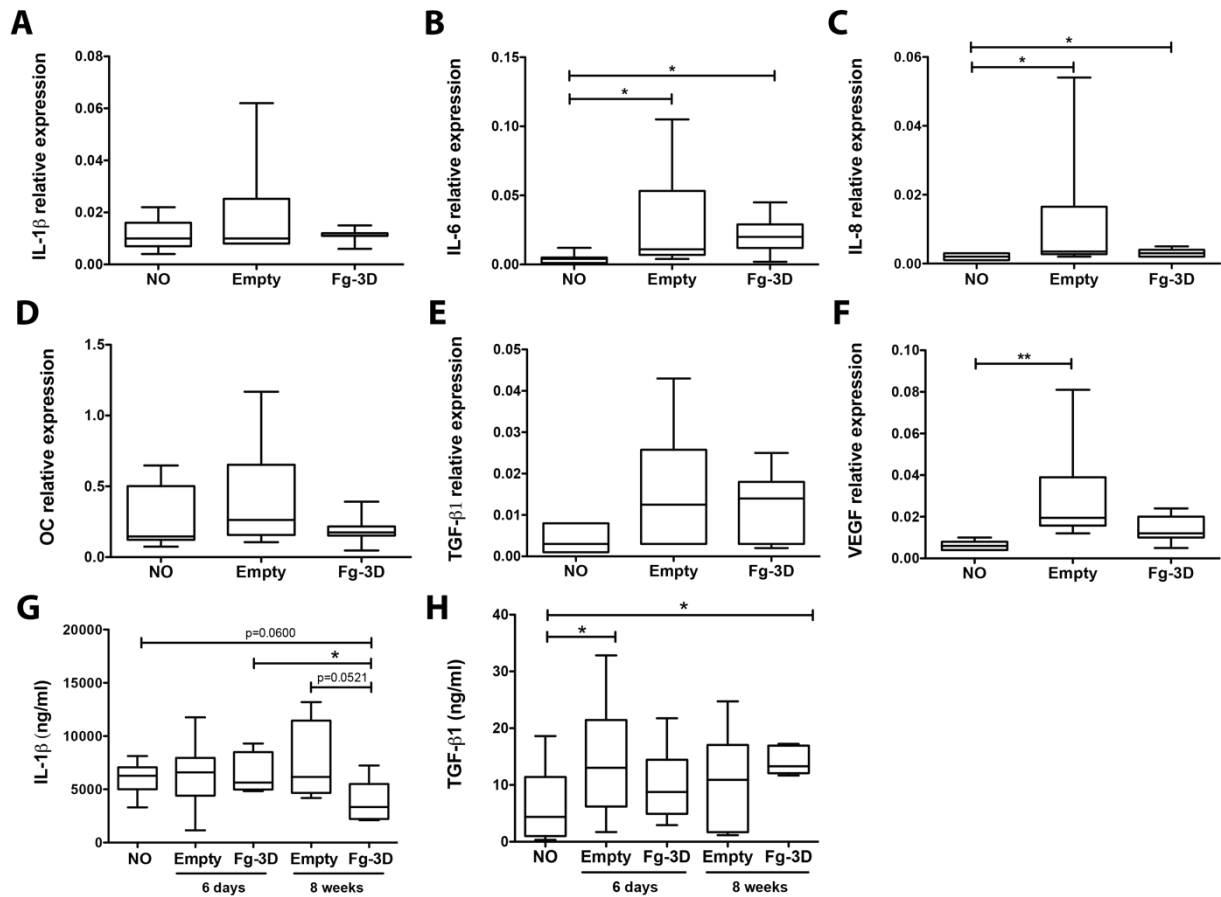 A
IL-1β relative expression
0.08
0.06
0.04
0.02
0.00
NO Empty Fg-3D
B
IL-6 relative expression
0.15
0.10
0.05
0.00
*
*
NO Empty Fg-3D
C
IL-8 relative expression
0.06
0.04
0.02
0.00
*
*
NO Empty Fg-3D
D
OC relative expression
1.5
1.0
0.5
0.0
NO Empty Fg-3D
E
TGF-β1 relative expression
0.05
0.04
0.03
0.02
0.01
0.00
NO Empty Fg-3D
F
VEGF relative expression
0.10
0.08
0.06
0.04
0.02
0.00
**
NO Empty Fg-3D
G
IL-1β (ng/ml)
20000
15000
10000
5000
0
p=0.0600
*
p=0.0521
NO Empty Fg-3D Empty Fg-3D
6 days 8 weeks
H
TGF-β1 (ng/ml)
40
30
20
10
0
*
*
NO Empty Fg-3D Empty Fg-3D
6 days 8 weeks